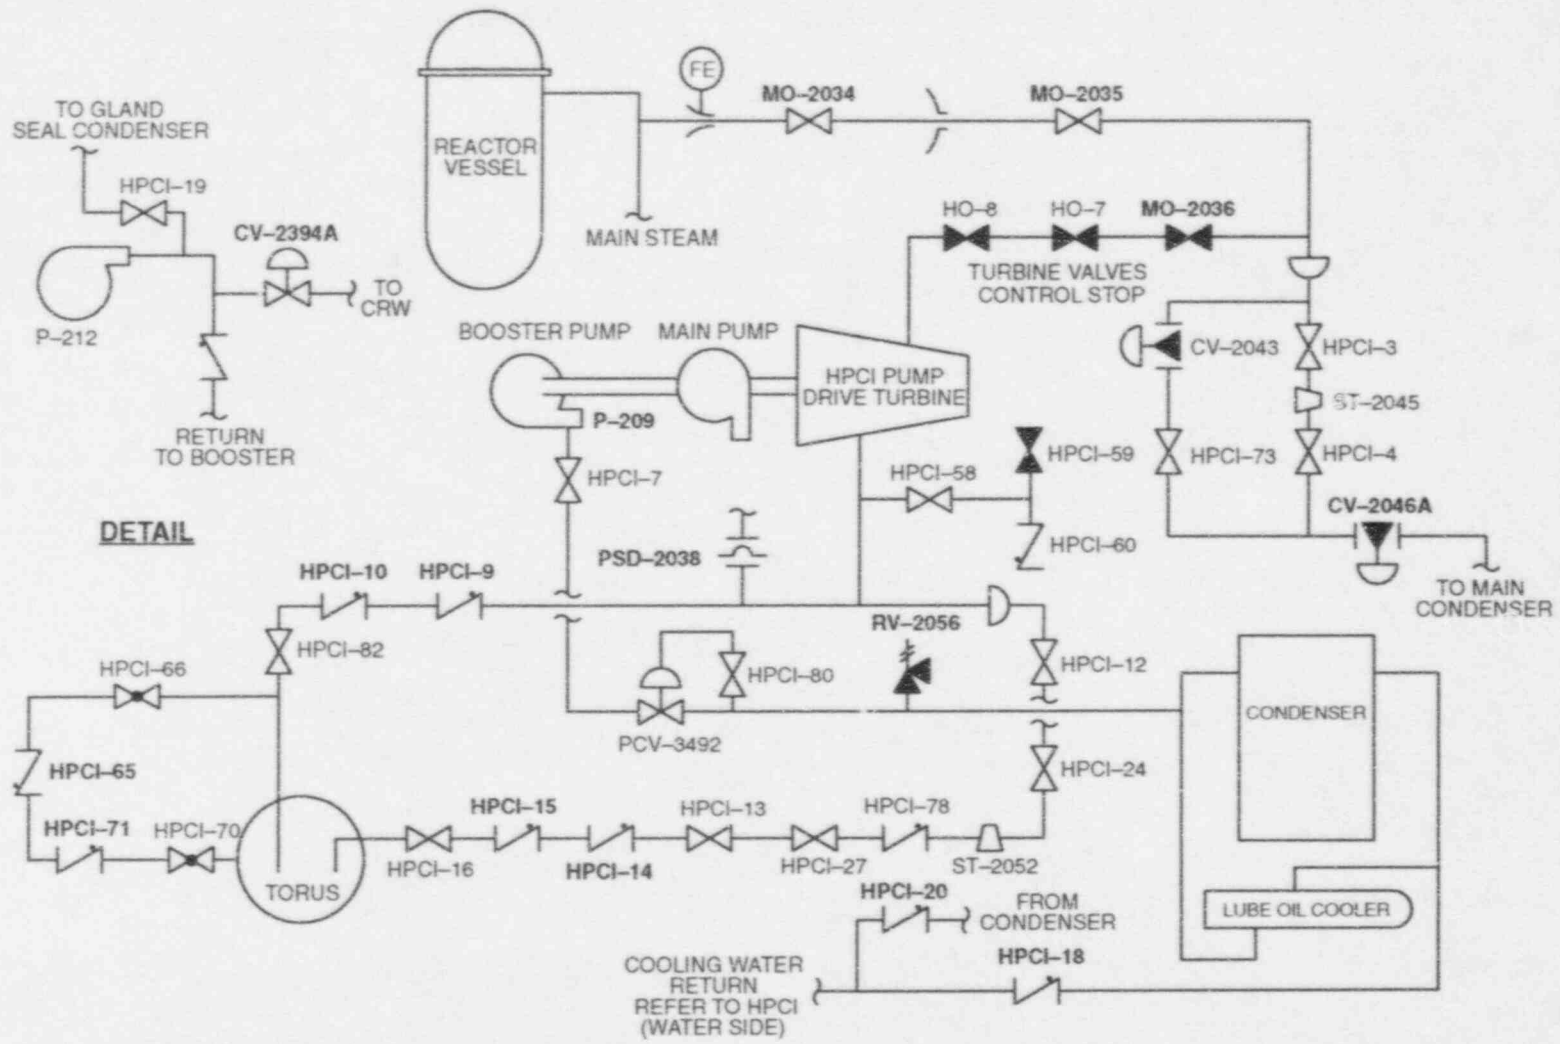 FE
MO–2034
MO–2035
TO GLAND
SEAL CONDENSER
REACTOR
VESSEL
HPCI–19
CV–2394A
HO–8
HO–7
MO–2036
MAIN STEAM
TURBINE VALVES
CONTROL STOP
TO
CRW
P–212
BOOSTER PUMP
MAIN PUMP
CV–2043
HPCI–3
HPCI PUMP
DRIVE TURBINE
ST–2045
P–209
RETURN
TO BOOSTER
HPCI–59
HPCI–73
HPCI–4
HPCI–7
HPCI–58
CV–2046A
DETAIL
HPCI–60
PSD–2038
HPCI–10
HPCI–9
TO MAIN
CONDENSER
RV–2056
HPCI–82
HPCI–12
HPCI–66
HPCI–80
CONDENSER
PCV–3492
HPCI–65
HPCI–24
HPCI–15
HPCI–13
HPCI–78
HPCI–71
HPCI–70
HPCI–16
HPCI–14
HPCI–27
ST–2052
TORUS
HPCI–20
FROM
CONDENSER
LUBE OIL COOLER
HPCI–18
COOLING WATER
RETURN
REFER TO HPCI
(WATER SIDE)